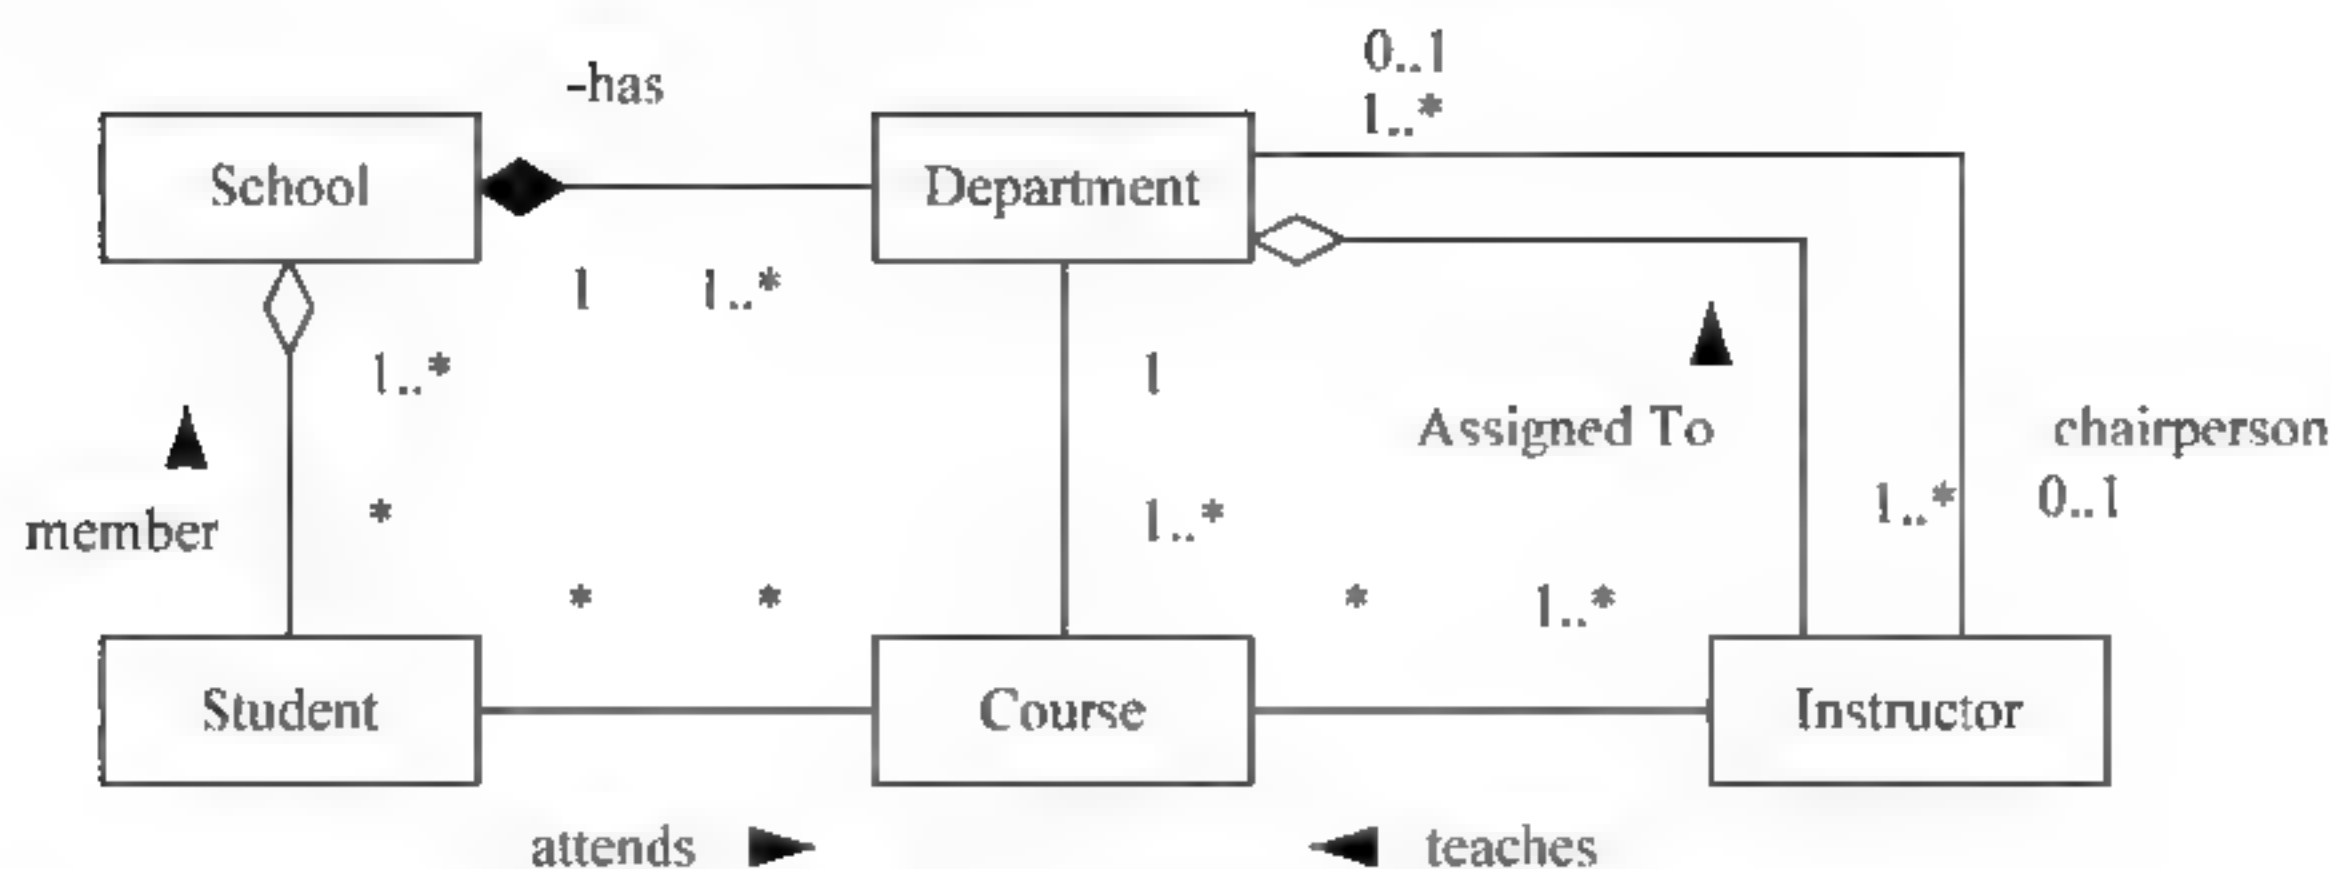 0..1
-has
1..*
School
Department
1
1..*
1..*
1
Assigned To
chairperson
1..*
0..1
member
*
1..*
*
*
*
1..*
Student
Course
Instructor
attends
teaches